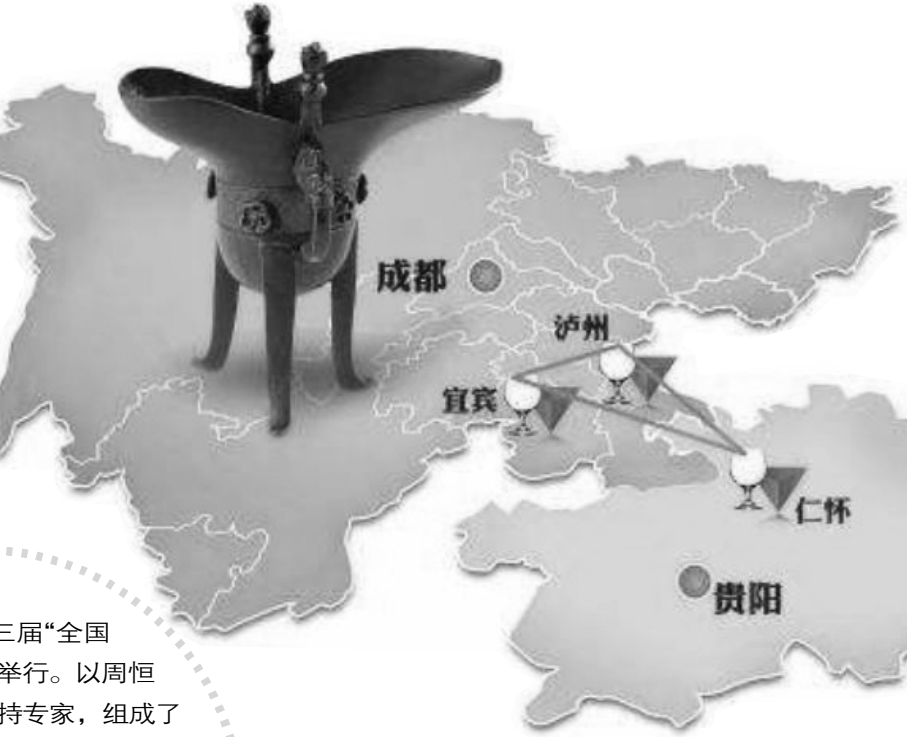 成都
泸州
宜宾
仁怀
贵阳
三届“全国
举行。以周恒
持专家，组成了